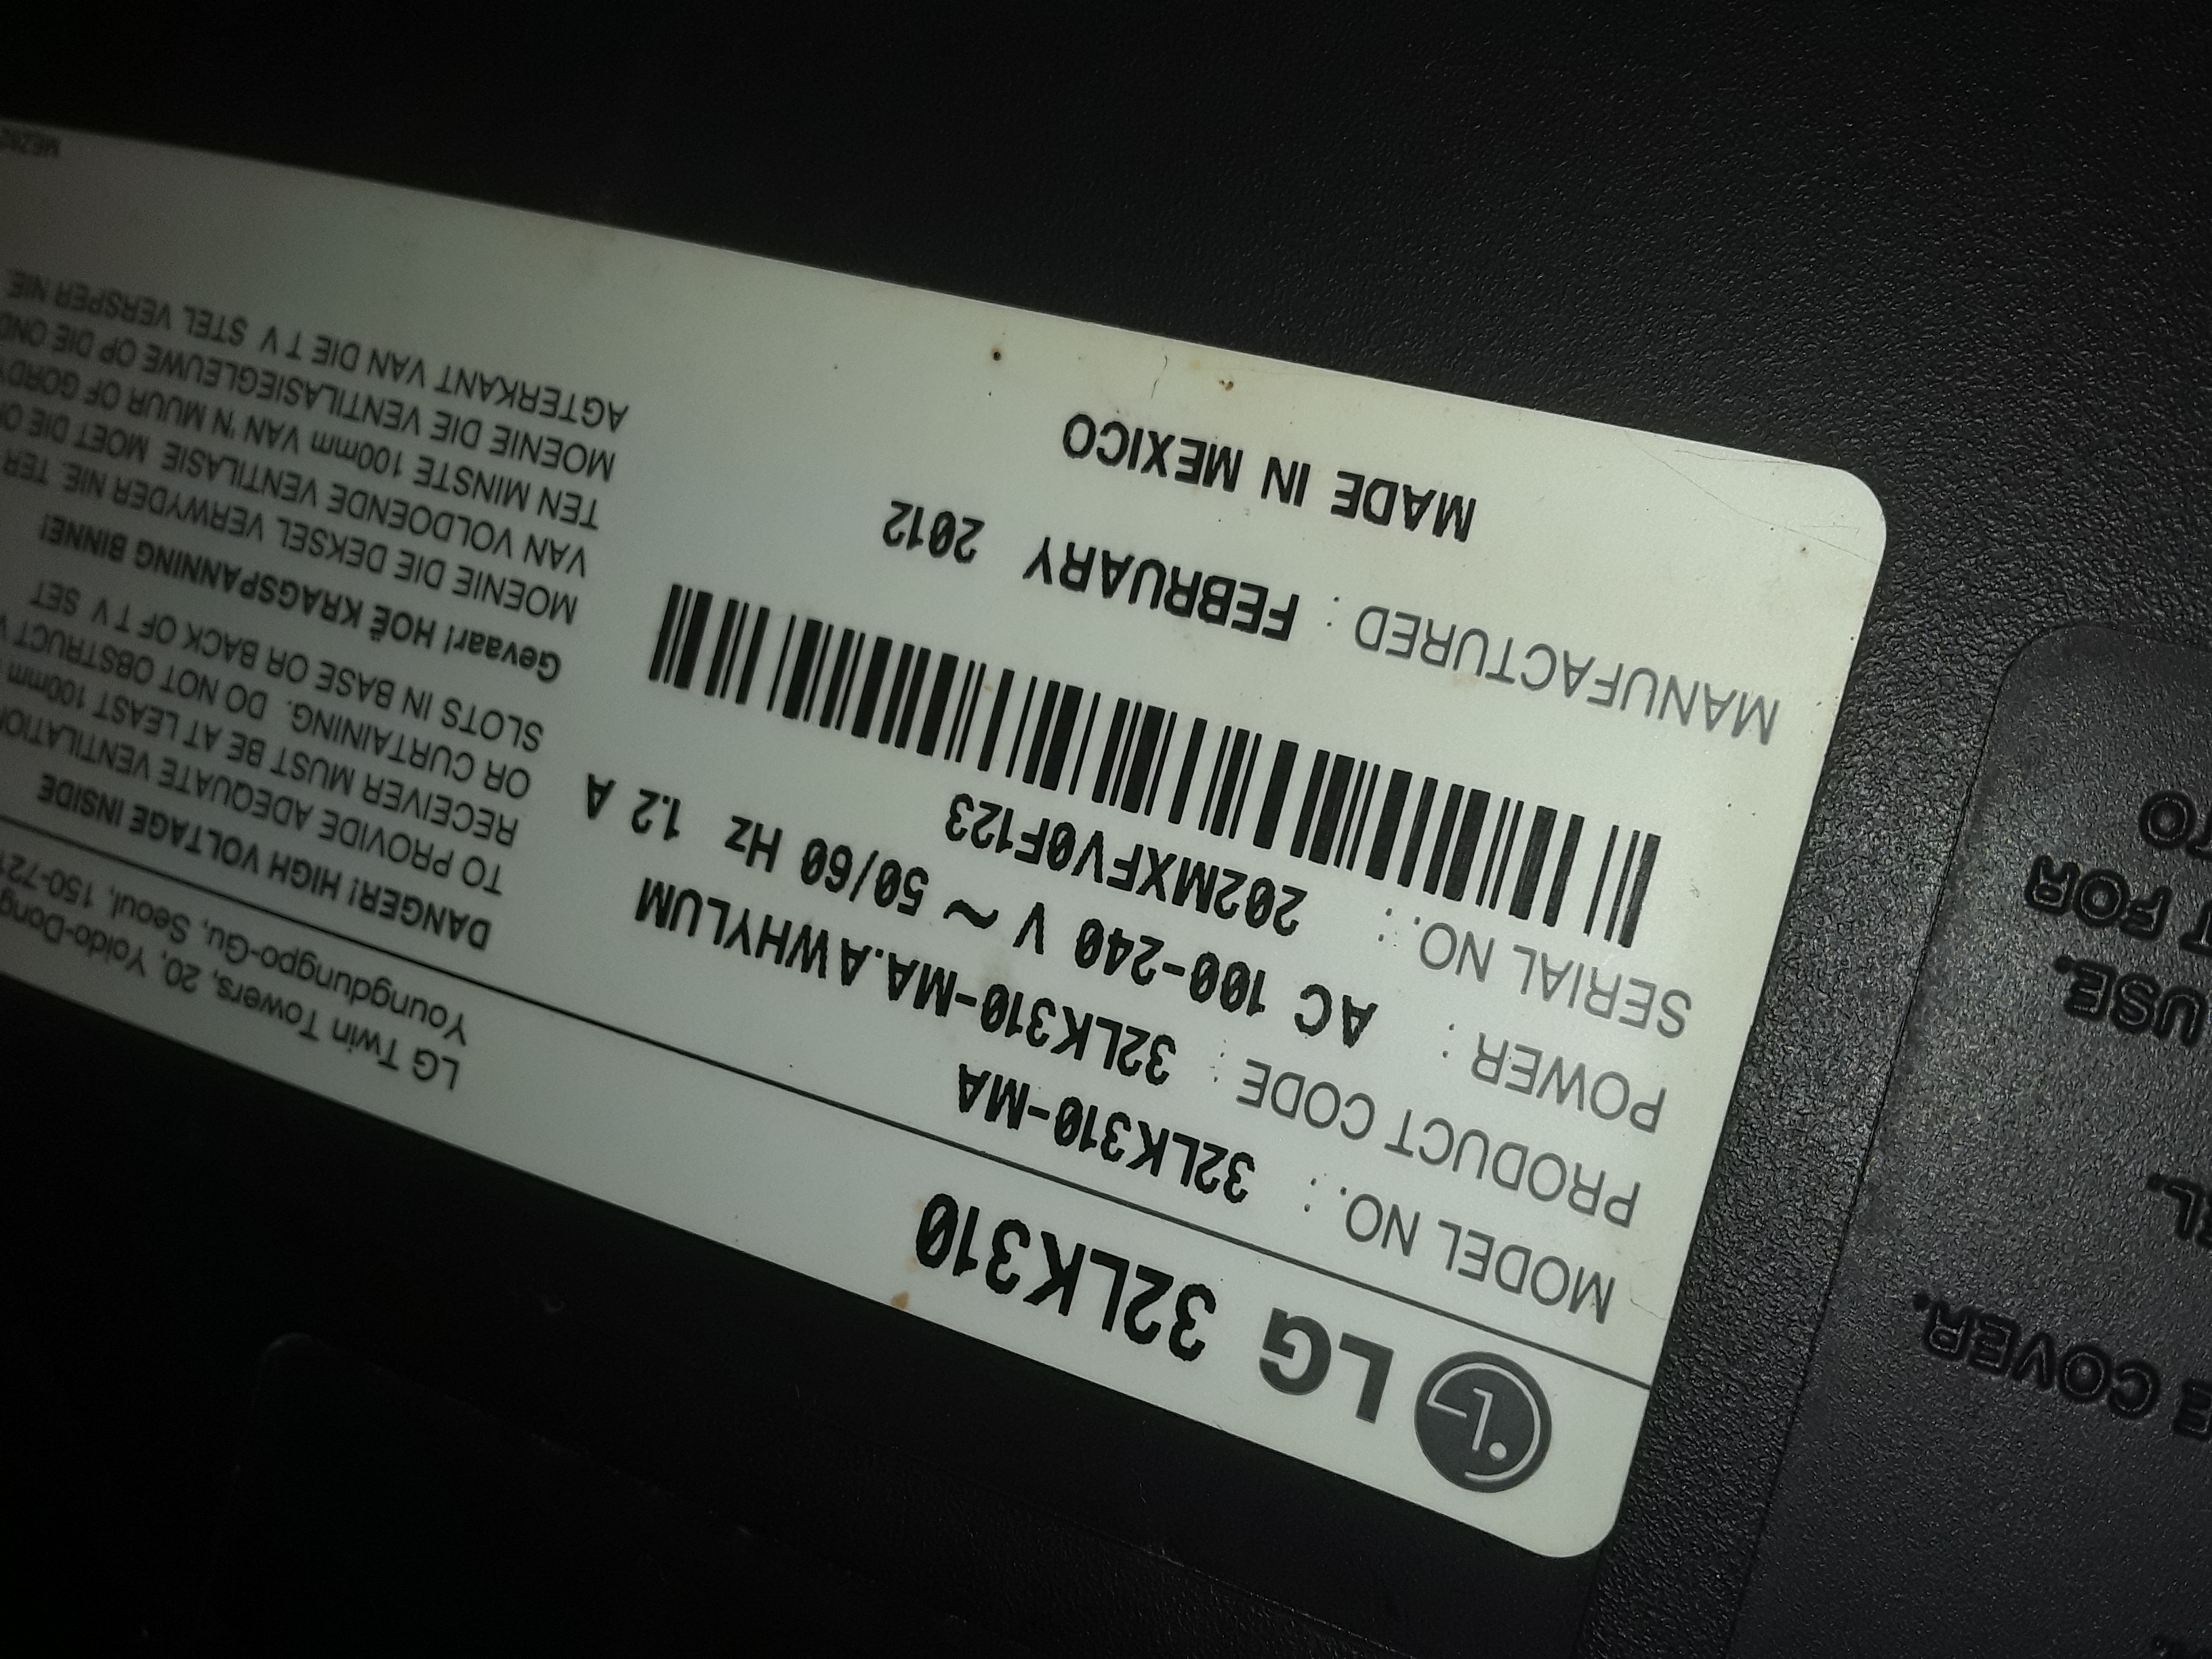 E COVER.
EL.
USE.
T FOR
TO
LG 32LK310
MODEL NO. : 32LK310-MA
PRODUCT CODE : 32LK310-MA.AWHYLUM
POWER : AC 100-240 V ~ 50/60 Hz 1.2 A
SERIAL NO. : 202MXFV0F123
MANUFACTURED : FEBRUARY 2012
MADE IN MEXICO
LG Twin Towers, 20, Yoido-Dong
Youngdungpo-Gu, Seoul, 150-721
DANGER! HIGH VOLTAGE INSIDE
TO PROVIDE ADEQUATE VENTILATION
RECEIVER MUST BE AT LEAST 100mm
OR CURTAINING. DO NOT OBSTRUCT
SLOTS IN BASE OR BACK OF T V SET
Gevaar! HOË KRAGSPANNING BINNE!
MOENIE DIE DEKSEL VERWYDER NIE. TER
VAN VOLDOENDE VENTILASIE MOET DIE
TEN MINSTE 100mm VAN 'N MUUR OF GORD
MOENIE DIE VENTILASIEGLEUWE OP DIE
AGTERKANT VAN DIE T V STEL VERSPER NIE.